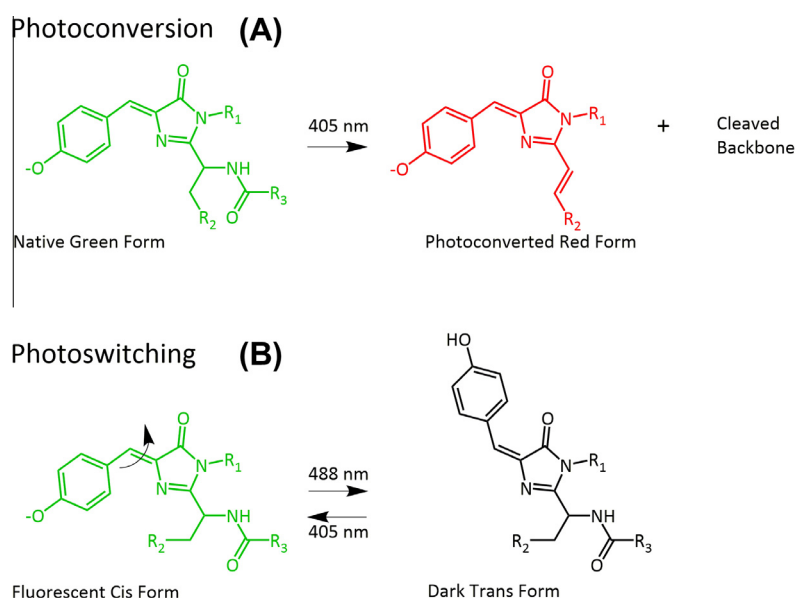 Photoconversion (A)
O
N
R1
N
-O
NH
O
R3
R2
Native Green Form
405 nm
O
N
R1
N
-O
R2
Photoconverted Red Form
+
Cleaved
Backbone
Photoswitching (B)
O
N
R1
N
-O
NH
R2
R3
O
Fluorescent Cis Form
488 nm
405 nm
HO
O
N
R1
N
NH
R2
R3
O
Dark Trans Form